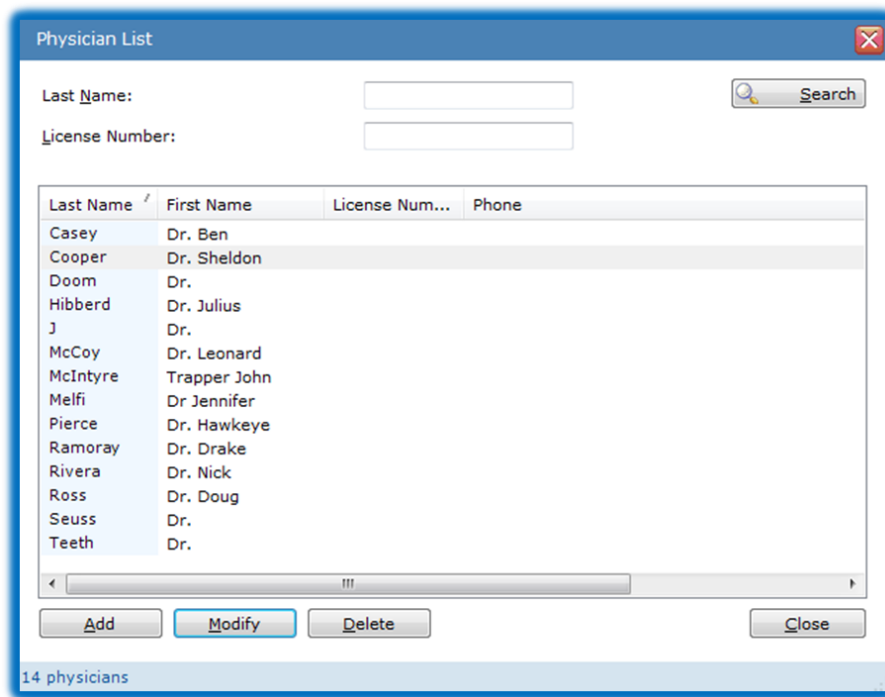 Physician List
Last Name:
Search
License Number:
Last Name First Name License Num... Phone
Casey Dr. Ben
Cooper Dr. Sheldon
Doom Dr.
Hibberd Dr. Julius
J Dr.
McCoy Dr. Leonard
McIntyre Trapper John
Melfi Dr Jennifer
Pierce Dr. Hawkeye
Ramoray Dr. Drake
Rivera Dr. Nick
Ross Dr. Doug
Seuss Dr.
Teeth Dr.
Add Modify Delete Close
14 physicians